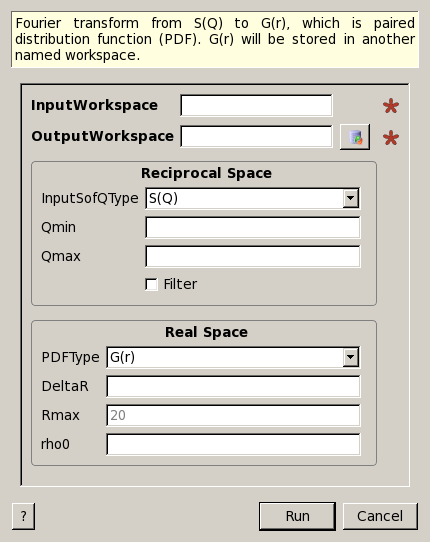 Fourier transform from S(Q) to G(r), which is paired
distribution function (PDF). G(r) will be stored in another
named workspace.
InputWorkspace
OutputWorkspace
Reciprocal Space
InputSofQType S(Q)
Qmin
Qmax
Filter
Real Space
PDFType G(r)
DeltaR
Rmax 20
rho0
? Run Cancel